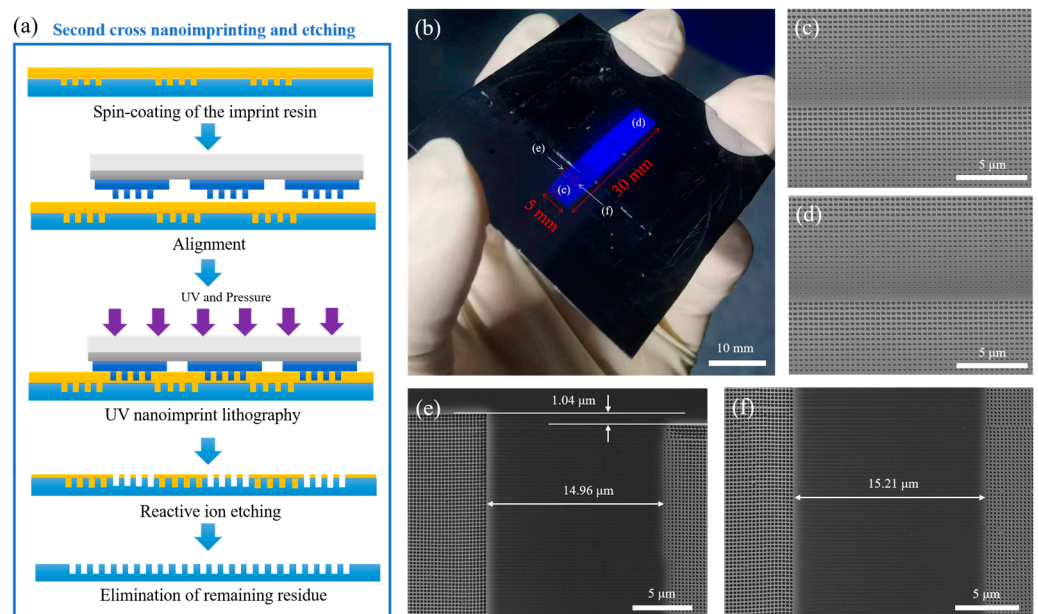 (a)
Second cross nanoimprinting and etching
Spin-coating of the imprint resin
Alignment
UV and Pressure
UV nanoimprint lithography
Reactive ion etching
Elimination of remaining residue
(b)
(d)
(e)
(c)
(f)
30 mm
5 mm
10 mm
(c)
5 μm
(d)
5 μm
(e)
1.04 μm
14.96 μm
5 μm
(f)
15.21 μm
5 μm